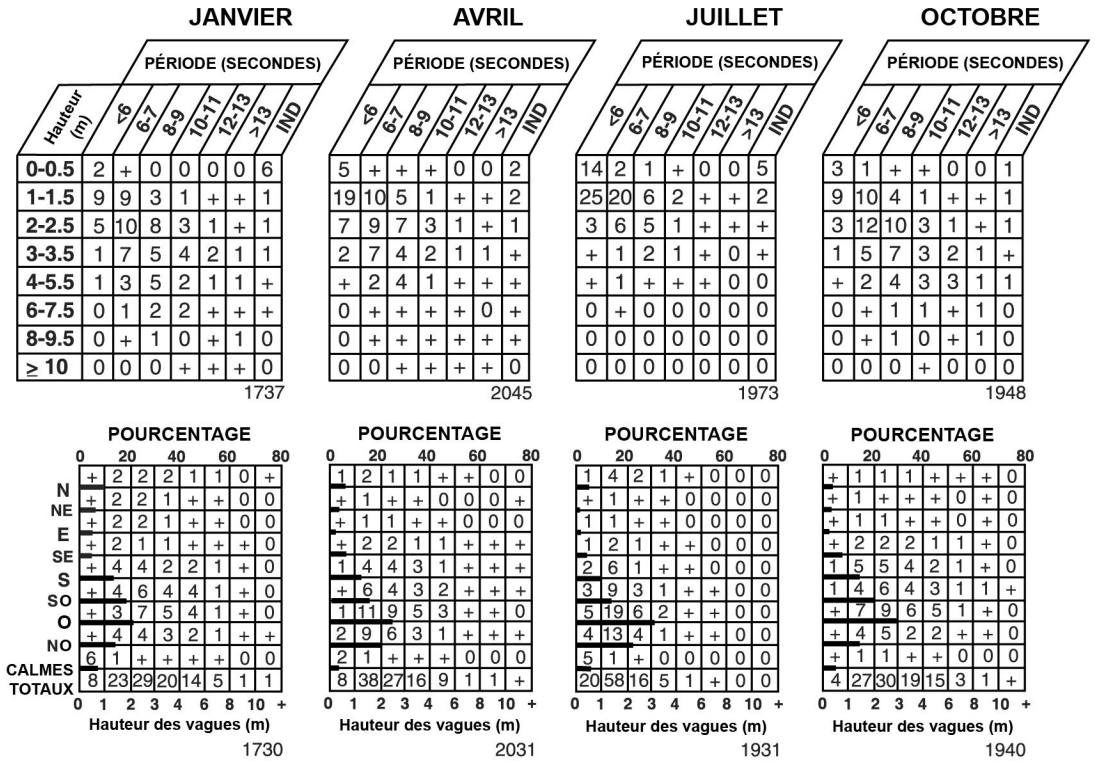 JANVIER AVRIL JUILLET OCTOBRE
PÉRIODE (SECONDES) PÉRIODE (SECONDES) PÉRIODE (SECONDES) PÉRIODE (SECONDES)
Hauteur (m) <6 6-7 8-9 10-11 12-13 >13 IND <6 6-7 8-9 10-11 12-13 >13 IND <6 6-7 8-9 10-11 12-13 >13 IND <6 6-7 8-9 10-11 12-13 >13 IND
0-0.5 2 + 0 0 0 0 6 5 + + + 0 0 2 14 2 1 + 0 0 5 3 1 + + 0 0 1
1-1.5 9 9 3 1 + + 1 19 10 5 1 + + 2 25 20 6 2 + + 2 9 10 4 1 + + 1
2-2.5 5 10 8 3 1 + 1 7 9 7 3 1 + 1 3 6 5 1 + + + 3 12 10 3 1 + 1
3-3.5 1 7 5 4 2 1 1 2 7 4 2 1 1 + + 1 2 1 + 0 + 1 5 7 3 2 1 +
4-5.5 1 3 5 2 1 1 + + 2 4 1 + + + + 1 + + + 0 0 + 2 4 3 3 1 1
6-7.5 0 1 2 2 + + + 0 + + + + 0 + 0 + 0 0 0 0 0 0 + 1 1 + + 0
8-9.5 0 + 1 0 + 1 0 0 + + + + + + 0 0 0 0 0 0 0 0 + 1 0 + 1 0
≥ 10 0 0 0 + + + 0 0 0 + + + + 0 0 0 0 0 0 0 0 0 0 0 + 0 0 0
1737 2045 1973 1948
POURCENTAGE POURCENTAGE POURCENTAGE POURCENTAGE
0 20 40 60 80 0 20 40 60 80 0 20 40 60 80 0 20 40 60 80
N + 2 2 2 1 1 0 + 1 2 1 1 + + 0 0 1 4 2 1 + 0 0 0 + 1 1 1 + + + 0
NE + 2 2 1 + + 0 0 + 1 + + 0 0 0 + + 1 + + 0 0 0 0 + 1 + + + 0 + 0
E + 2 2 1 + + 0 0 + 1 1 + + 0 0 0 1 1 + + 0 0 0 0 + 1 1 + + 0 + 0
SE + 2 1 1 + + + 0 + 2 2 1 1 + + + 1 2 1 + + 0 0 0 + 2 2 2 1 1 + 0
S + 4 4 2 2 1 + 0 1 4 4 3 1 + + + 2 6 1 + + 0 0 0 1 5 5 4 2 1 + 0
SO + 4 6 4 4 1 + 0 + 6 4 3 2 + + + 3 9 3 1 + + 0 0 1 4 6 4 3 1 1 +
O + 3 7 5 4 1 + 0 1 11 9 5 3 + + 0 5 19 6 2 + + 0 0 + 7 9 6 5 1 + 0
NO + 4 4 3 2 1 + + 2 9 6 3 1 + + + 4 13 4 1 + + 0 0 + 4 5 2 2 + + 0
CALMES 6 1 + + + + 0 0 2 1 + + + 0 0 0 5 1 + 0 0 0 0 0 + 1 1 + + 0 0 0
TOTAUX 8 23 29 20 14 5 1 1 8 38 27 16 9 1 1 + 20 58 16 5 1 + 0 0 4 27 30 19 15 3 1 +
0 1 2 3 4 6 8 10 + 0 1 2 3 4 6 8 10 + 0 1 2 3 4 6 8 10 + 0 1 2 3 4 6 8 10 +
Hauteur des vagues (m) Hauteur des vagues (m) Hauteur des vagues (m) Hauteur des vagues (m)
1730 2031 1931 1940